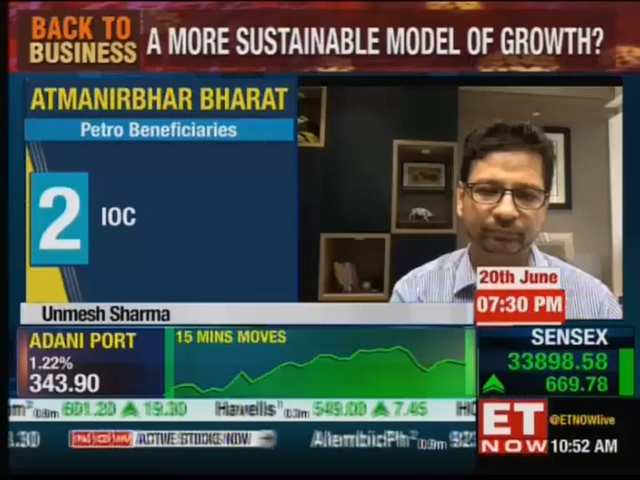 BACK TO
BUSINESS
A MORE SUSTAINABLE MODEL OF GROWTH?
ATMANIRBHAR BHARAT
Petro Beneficiaries
2
IOC
20th June
07:30 PM
Unmesh Sharma
ADANI PORT
1.22%
343.90
15 MINS MOVES
SENSEX
33898.58
669.78
601.20 19.30 Havells 549.00 7.45
.30 ACTIVE STOCKS NOW AlembicPh
ET
NOW
@ETNOWlive
10:52 AM